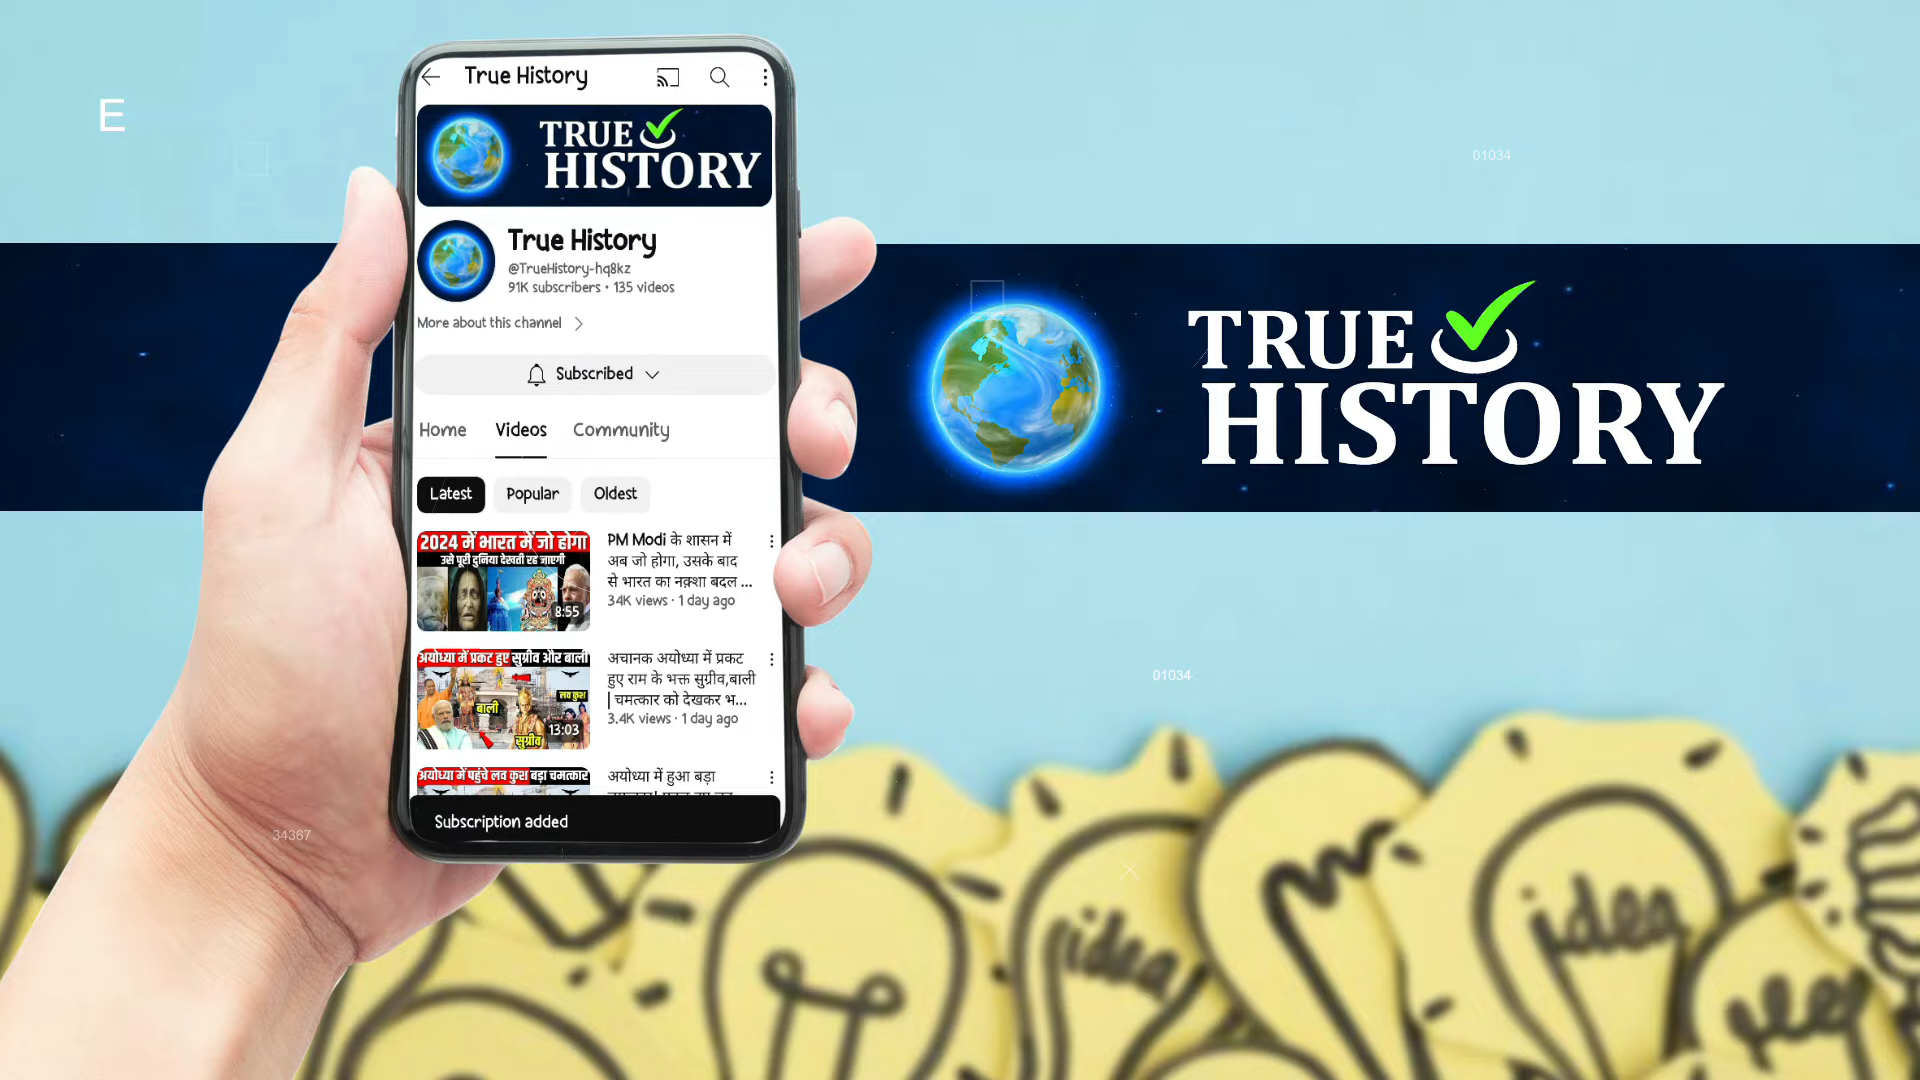 E
01034
True History
TRUE
HISTORY
True History
@TrueHistory-hq8kz
91K subscribers • 135 videos
More about this channel
Subscribed
Home Videos Community
Latest Popular Oldest
2024 में भारत में जो होगा
उसे पूरी दुनिया देखती रह जाएगी
8:55
PM Modi के शासन में
अब जो होगा, उसके बाद
से भारत का नक़्शा बदल ...
34K views · 1 day ago
अयोध्या में प्रकट हुए सुग्रीव और बाली
लव कुश
बाली
सुग्रीव
13:03
अचानक अयोध्या में प्रकट
हुए राम के भक्त सुग्रीव,बाली
| चमत्कार को देखकर भ...
3.4K views · 1 day ago
अयोध्या में पहुंचे लव कुश बड़ा चमत्कार
अयोध्या में हुआ बड़ा
Subscription added
TRUE
HISTORY
01034
34367
idea
idea